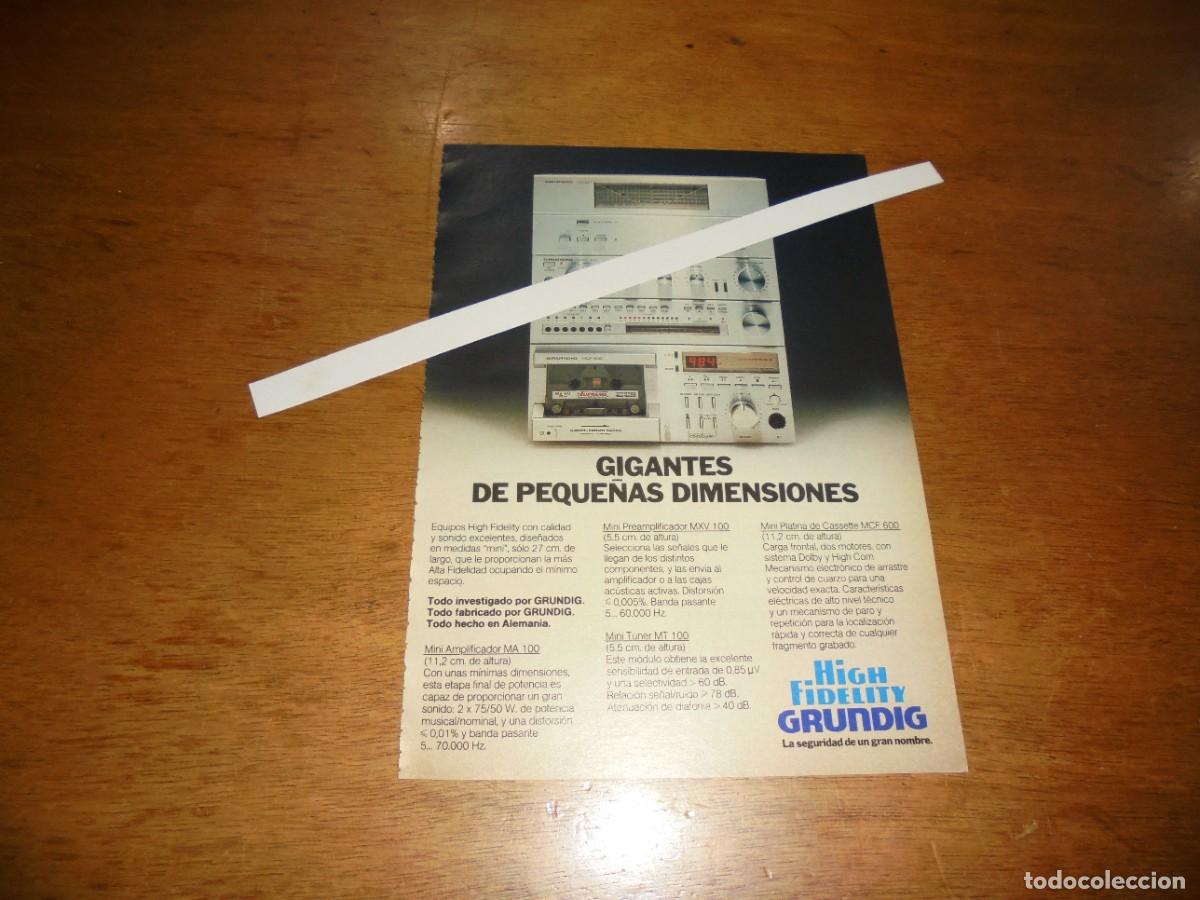 GRUNDIG
GRUNDIG
GRUNDIG MCF 600
984
GIGANTES
DE PEQUEÑAS DIMENSIONES
Equipos High Fidelity con calidad
y sonido excelentes, diseñados
en medidas "mini", sólo 27 cm. de
largo, que le proporcionan la más
Alta Fidelidad ocupando el mínimo
espacio.
Todo investigado por GRUNDIG.
Todo fabricado por GRUNDIG.
Todo hecho en Alemania.
Mini Amplificador MA 100
(11,2 cm. de altura)
Con unas mínimas dimensiones,
esta etapa final de potencia es
capaz de proporcionar un gran
sonido: 2 x 75/50 W. de potencia
musical/nominal, y una distorsión
≤ 0,01% y banda pasante
5... 70.000 Hz.
Mini Preamplificador MXV 100
(5.5 cm. de altura)
Selecciona las señales que le
llegan de los distintos
componentes, y las envia al
amplificador o a las cajas
acústicas activas. Distorsión
≤ 0,005%. Banda pasante
5... 60.000 Hz.
Mini Tuner MT 100
(5.5 cm. de altura)
Este módulo obtiene la excelente
sensibilidad de entrada de 0,85 µV
y una selectividad > 60 dB.
Relación señal/ruido > 78 dB.
Atenuación de diafonía > 40 dB.
Mini Platina de Cassette MCF 600
(11,2 cm. de altura)
Carga frontal, dos motores, con
sistema Dolby y High Com.
Mecanismo electrónico de arrastre
y control de cuarzo para una
velocidad exacta. Características
eléctricas de alto nivel técnico
y un mecanismo de paro y
repetición para la localización
rápida y correcta de cualquier
fragmento grabado.
HIGH
FIDELITY
GRUNDIG
La seguridad de un gran nombre.
todocoleccion